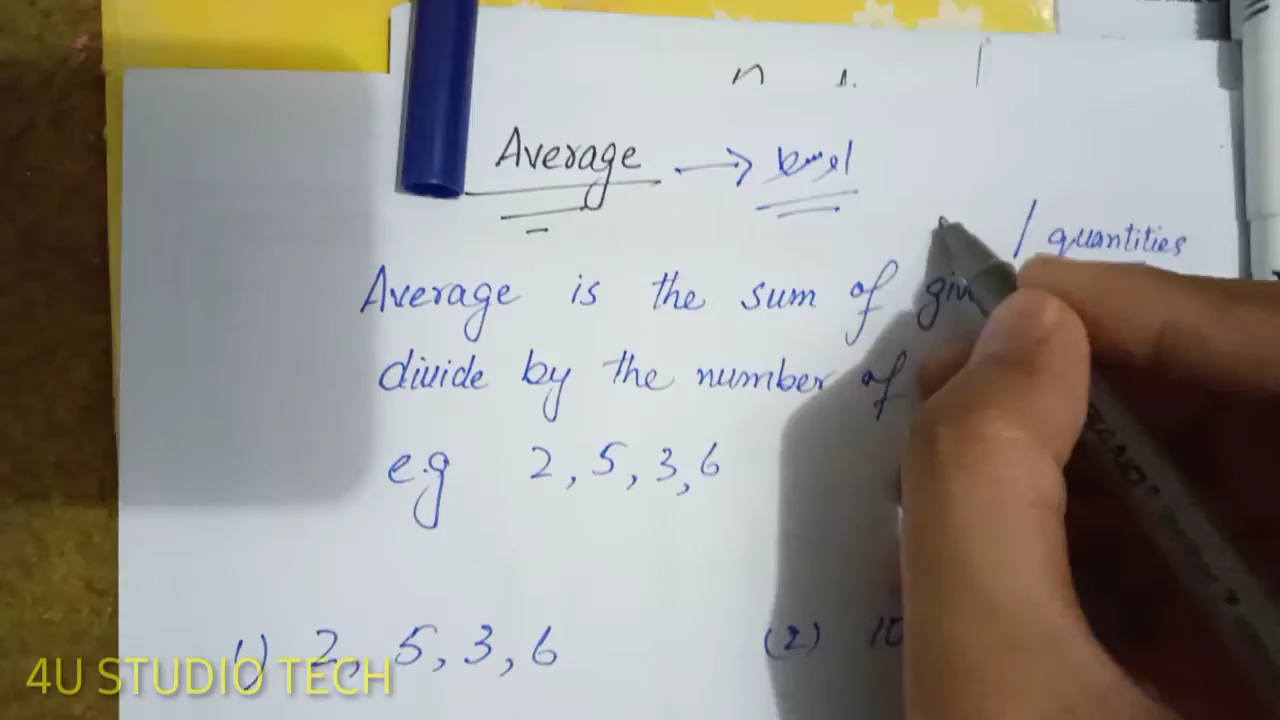 Average → اوسط
/ quantities
Average is the sum of
divide by the number of
e.g 2, 5, 3, 6
1) 2, 5, 3, 6 (2) 10
4U STUDIO TECH